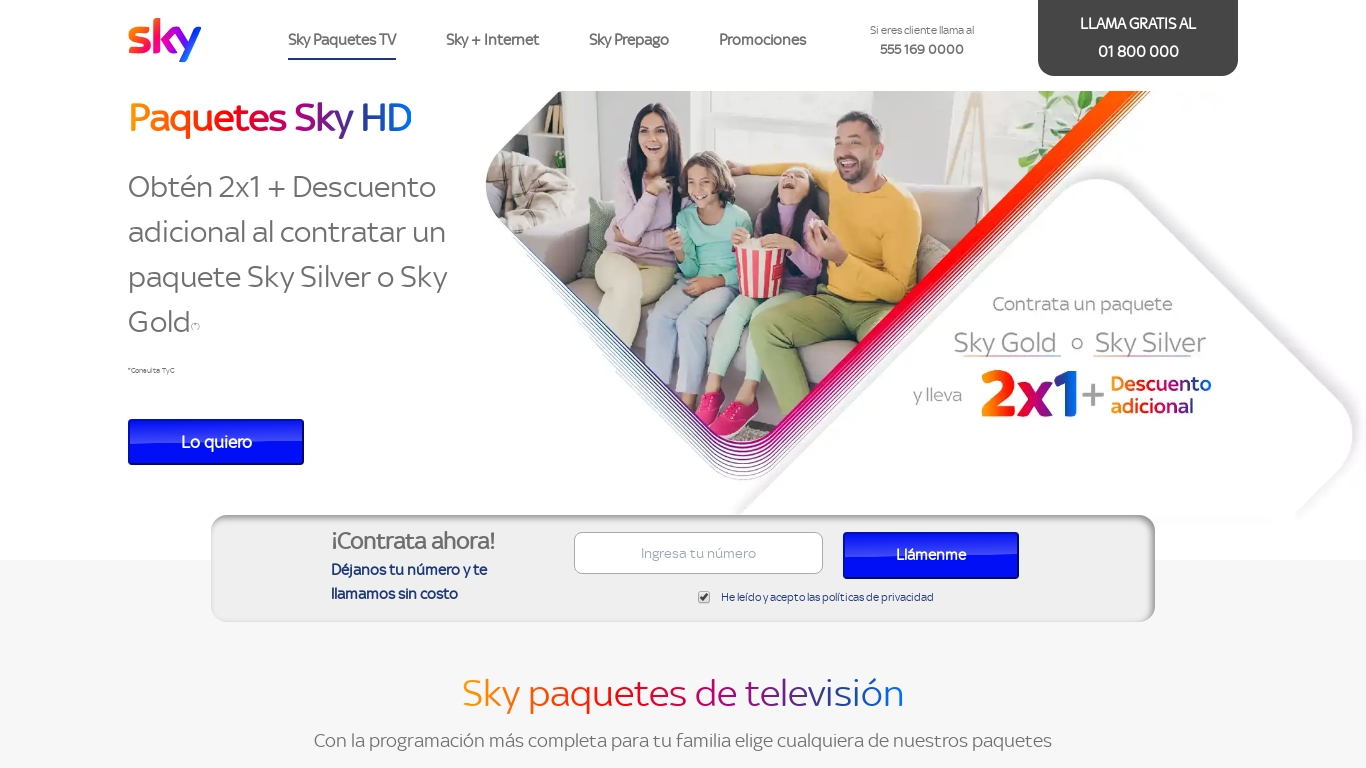 sky
Sky Paquetes TV
Sky + Internet
Sky Prepago
Promociones
Si eres cliente llama al
555 169 0000
LLAMA GRATIS AL
01 800 000
Paquetes Sky HD
Obtén 2x1 + Descuento
adicional al contratar un
paquete Sky Silver o Sky
Gold(*)
*Consulta TyC
Lo quiero
Contrata un paquete
Sky Gold o Sky Silver
y lleva 2x1 + Descuento
adicional
¡Contrata ahora!
Déjanos tu número y te
llamamos sin costo
Ingresa tu número
Llámenme
He leído y acepto las políticas de privacidad
Sky paquetes de televisión
Con la programación más completa para tu familia elige cualquiera de nuestros paquetes